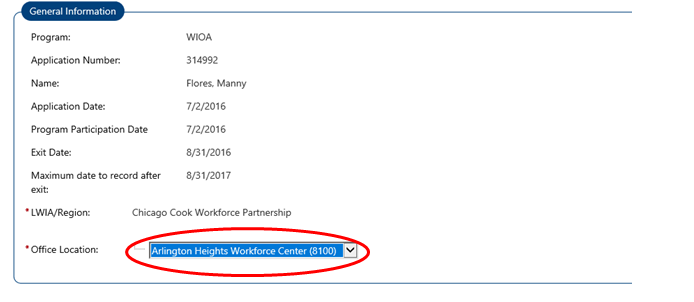 General Information
Program: WIOA
Application Number: 314992
Name: Flores, Manny
Application Date: 7/2/2016
Program Participation Date 7/2/2016
Exit Date: 8/31/2016
Maximum date to record after 8/31/2017
exit:
*LWIA/Region: Chicago Cook Workforce Partnership
*Office Location: Arlington Heights Workforce Center (8100)